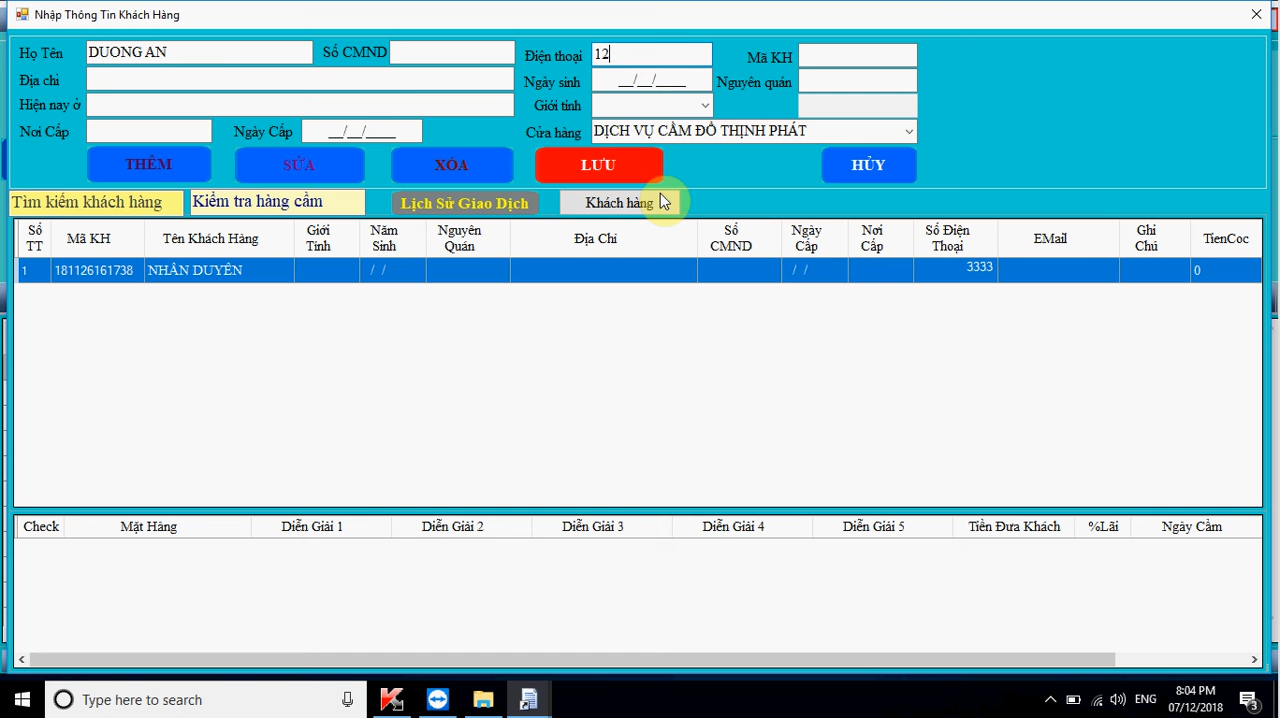 Nhập Thông Tin Khách Hàng
Họ Tên DUONG AN Số CMND Điện thoại 12 Mã KH
Địa chỉ Ngày sinh __/__/____ Nguyên quán
Hiện nay ở Giới tính
Nơi Cấp Ngày Cấp __/__/____ Cửa hàng DỊCH VỤ CẦM ĐỒ THỊNH PHÁT
THÊM SỬA XÓA LƯU HỦY
Tìm kiếm khách hàng Kiểm tra hàng cầm Lịch Sử Giao Dịch Khách hàng
Số TT Mã KH Tên Khách Hàng Giới Tính Năm Sinh Nguyên Quán Địa Chỉ Số CMND Ngày Cấp Nơi Cấp Số Điện Thoại EMail Ghi Chú TienCoc
1 181126161738 NHÂN DUYÊN / / / / 3333 0
Check Mặt Hàng Diễn Giải 1 Diễn Giải 2 Diễn Giải 3 Diễn Giải 4 Diễn Giải 5 Tiền Đưa Khách %Lãi Ngày Cầm
Type here to search ENG 8:04 PM
07/12/2018 3